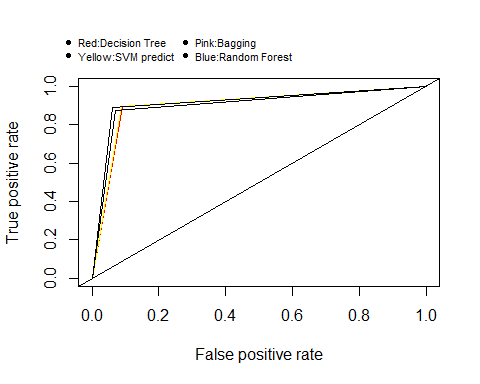 Red:Decision Tree
Pink:Bagging
Yellow:SVM predict
Blue:Random Forest
True positive rate
1.0
0.8
0.6
0.4
0.2
0.0
0.0 0.2 0.4 0.6 0.8 1.0
False positive rate